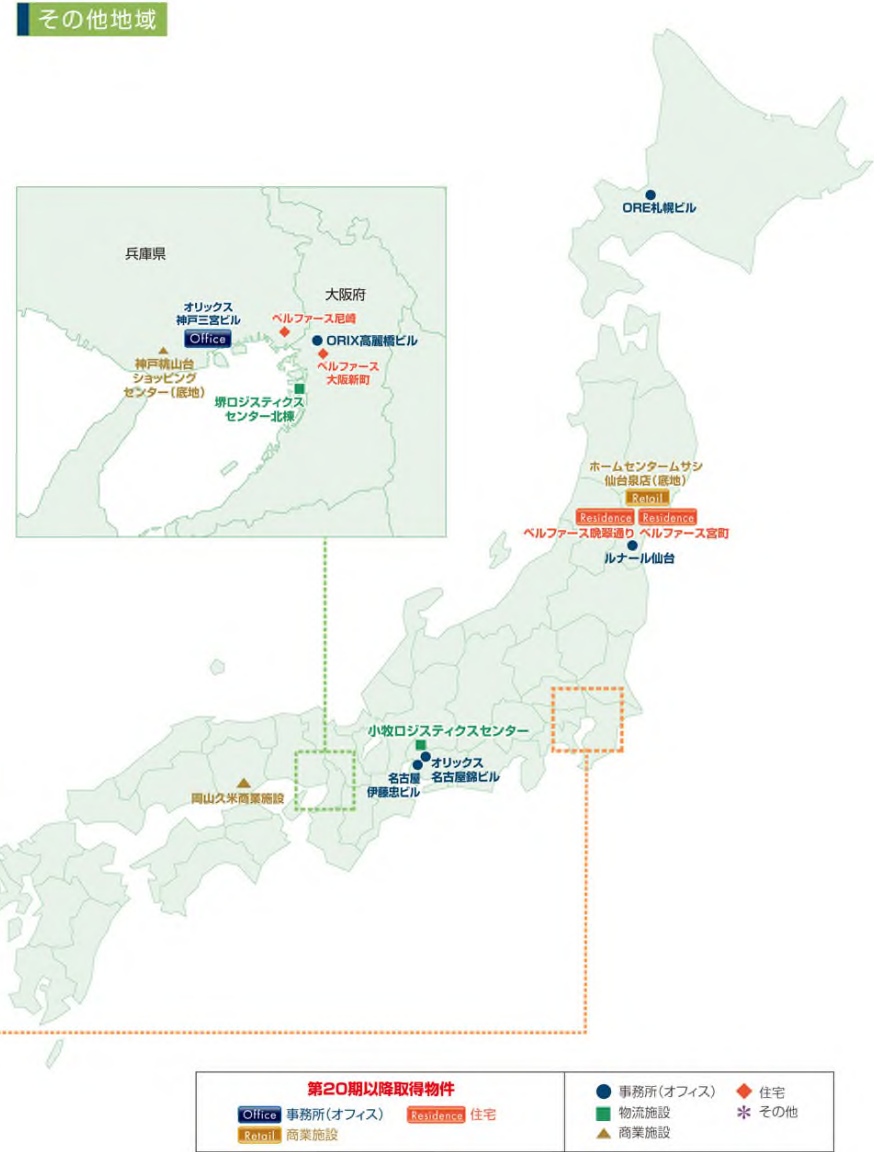 その他地域
ORE札幌ビル
兵庫県
大阪府
オリックス
神戸三宮ビル
Office
ベルファース尼崎
ORIX高麗橋ビル
ベルファース
大阪新町
神戸桃山台
ショッピング
センター(底地)
堺ロジスティクス
センター北棟
ホームセンタームサシ
仙台泉店(底地)
Retail
Residence Residence
ベルファース晩翠通り ベルファース宮町
ルナール仙台
小牧ロジスティクスセンター
オリックス
名古屋錦ビル
名古屋
伊藤忠ビル
岡山久米商業施設
第20期以降取得物件
Office 事務所(オフィス) Residence 住宅
Retail 商業施設
事務所(オフィス) 住宅
物流施設 その他
商業施設